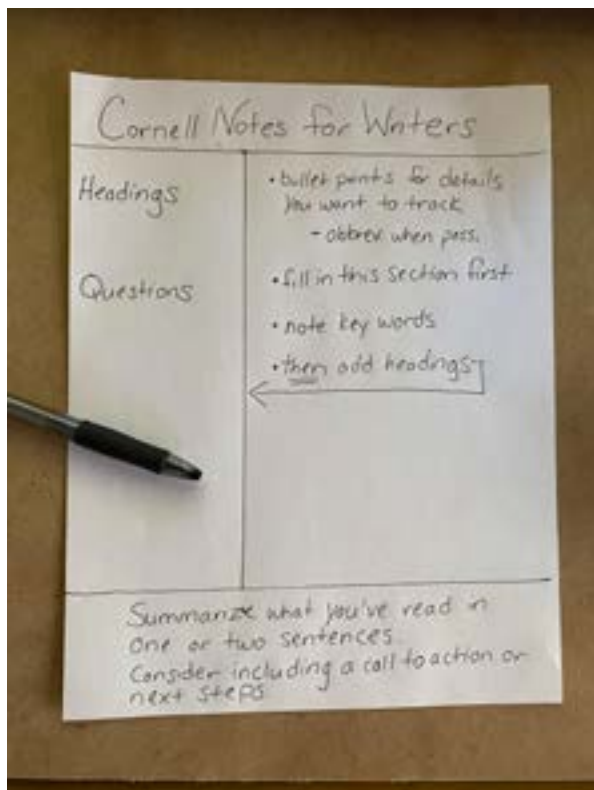 Cornell Notes for Writers
Headings
Questions
• bullet points for details
you want to track
- abbrev when poss.
• fill in this section first
• note key words
• then add headings
Summarize what you've read in
one or two sentences.
Consider including a call to action or
next steps